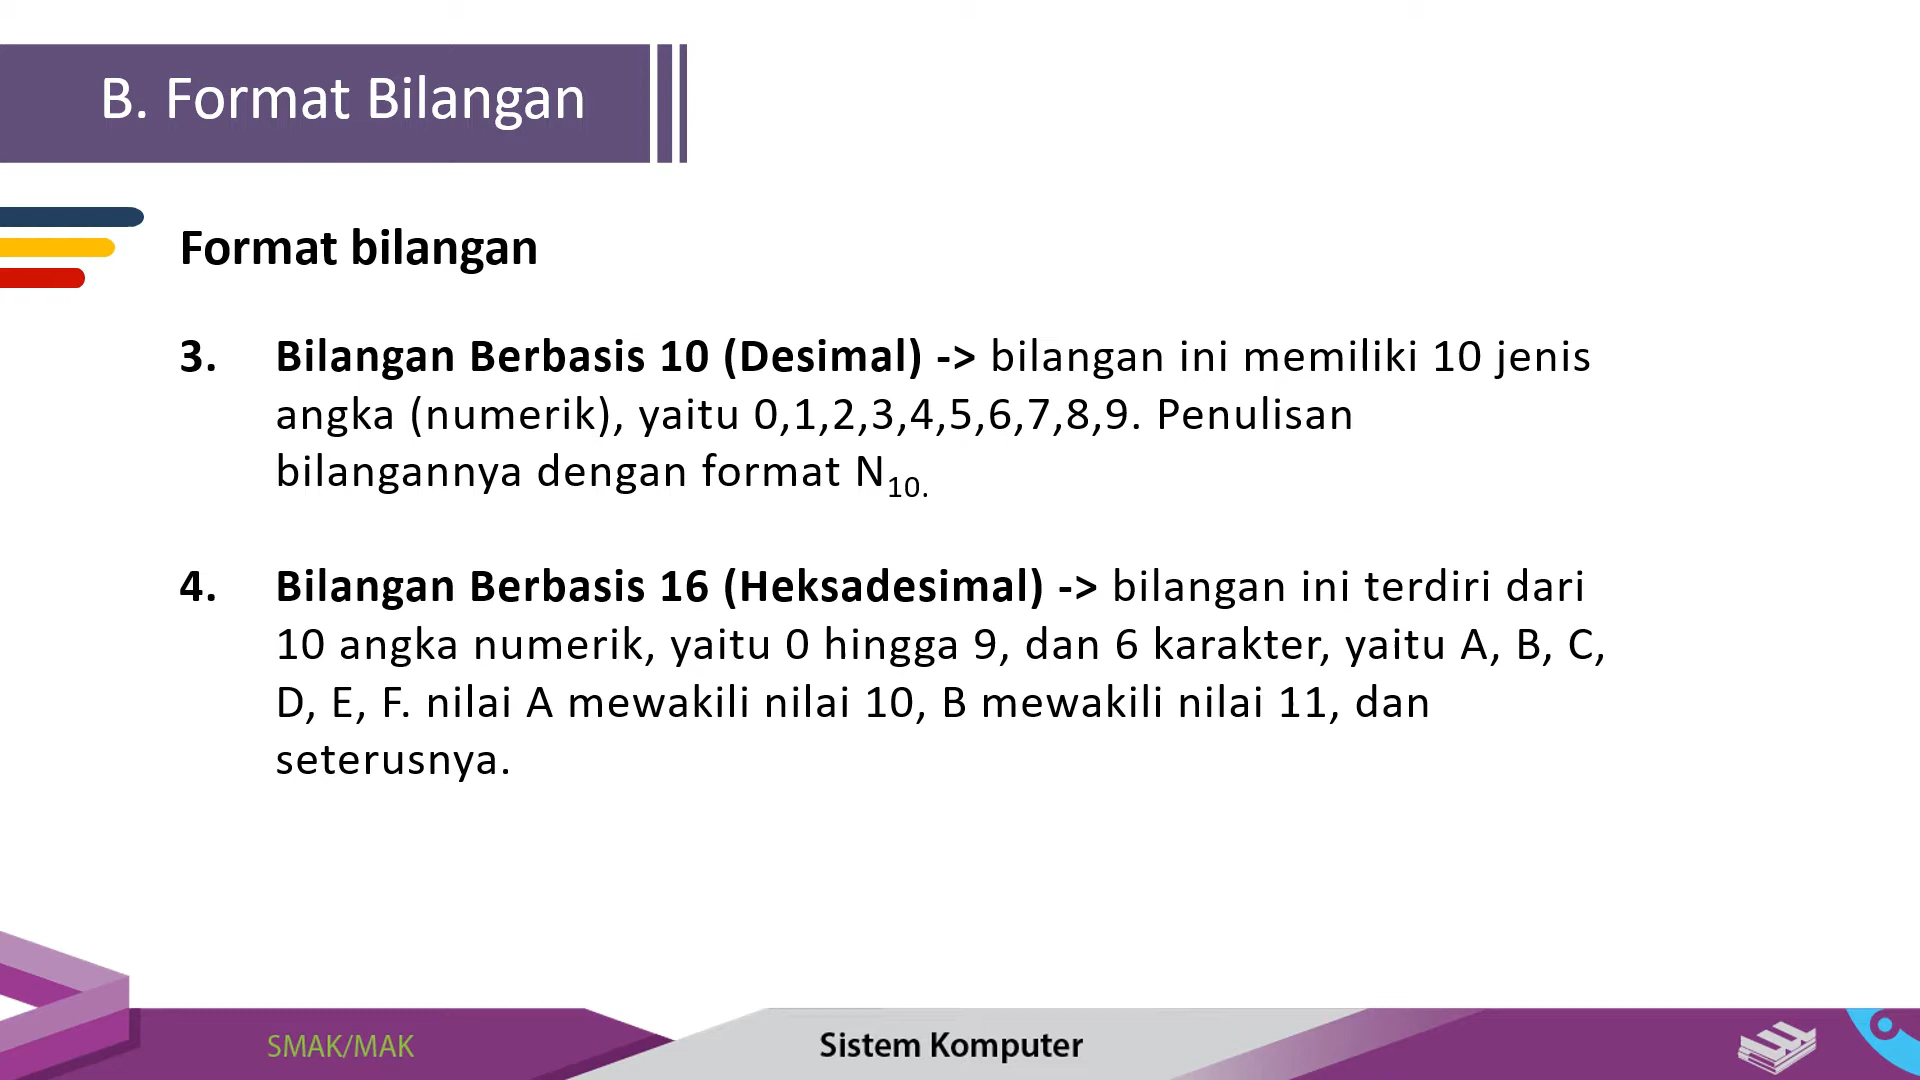 B. Format Bilangan
Format bilangan
3. Bilangan Berbasis 10 (Desimal) -> bilangan ini memiliki 10 jenis
angka (numerik), yaitu 0,1,2,3,4,5,6,7,8,9. Penulisan
bilangannya dengan format N₁₀.
4. Bilangan Berbasis 16 (Heksadesimal) -> bilangan ini terdiri dari
10 angka numerik, yaitu 0 hingga 9, dan 6 karakter, yaitu A, B, C,
D, E, F. nilai A mewakili nilai 10, B mewakili nilai 11, dan
seterusnya.
SMAK/MAK
Sistem Komputer